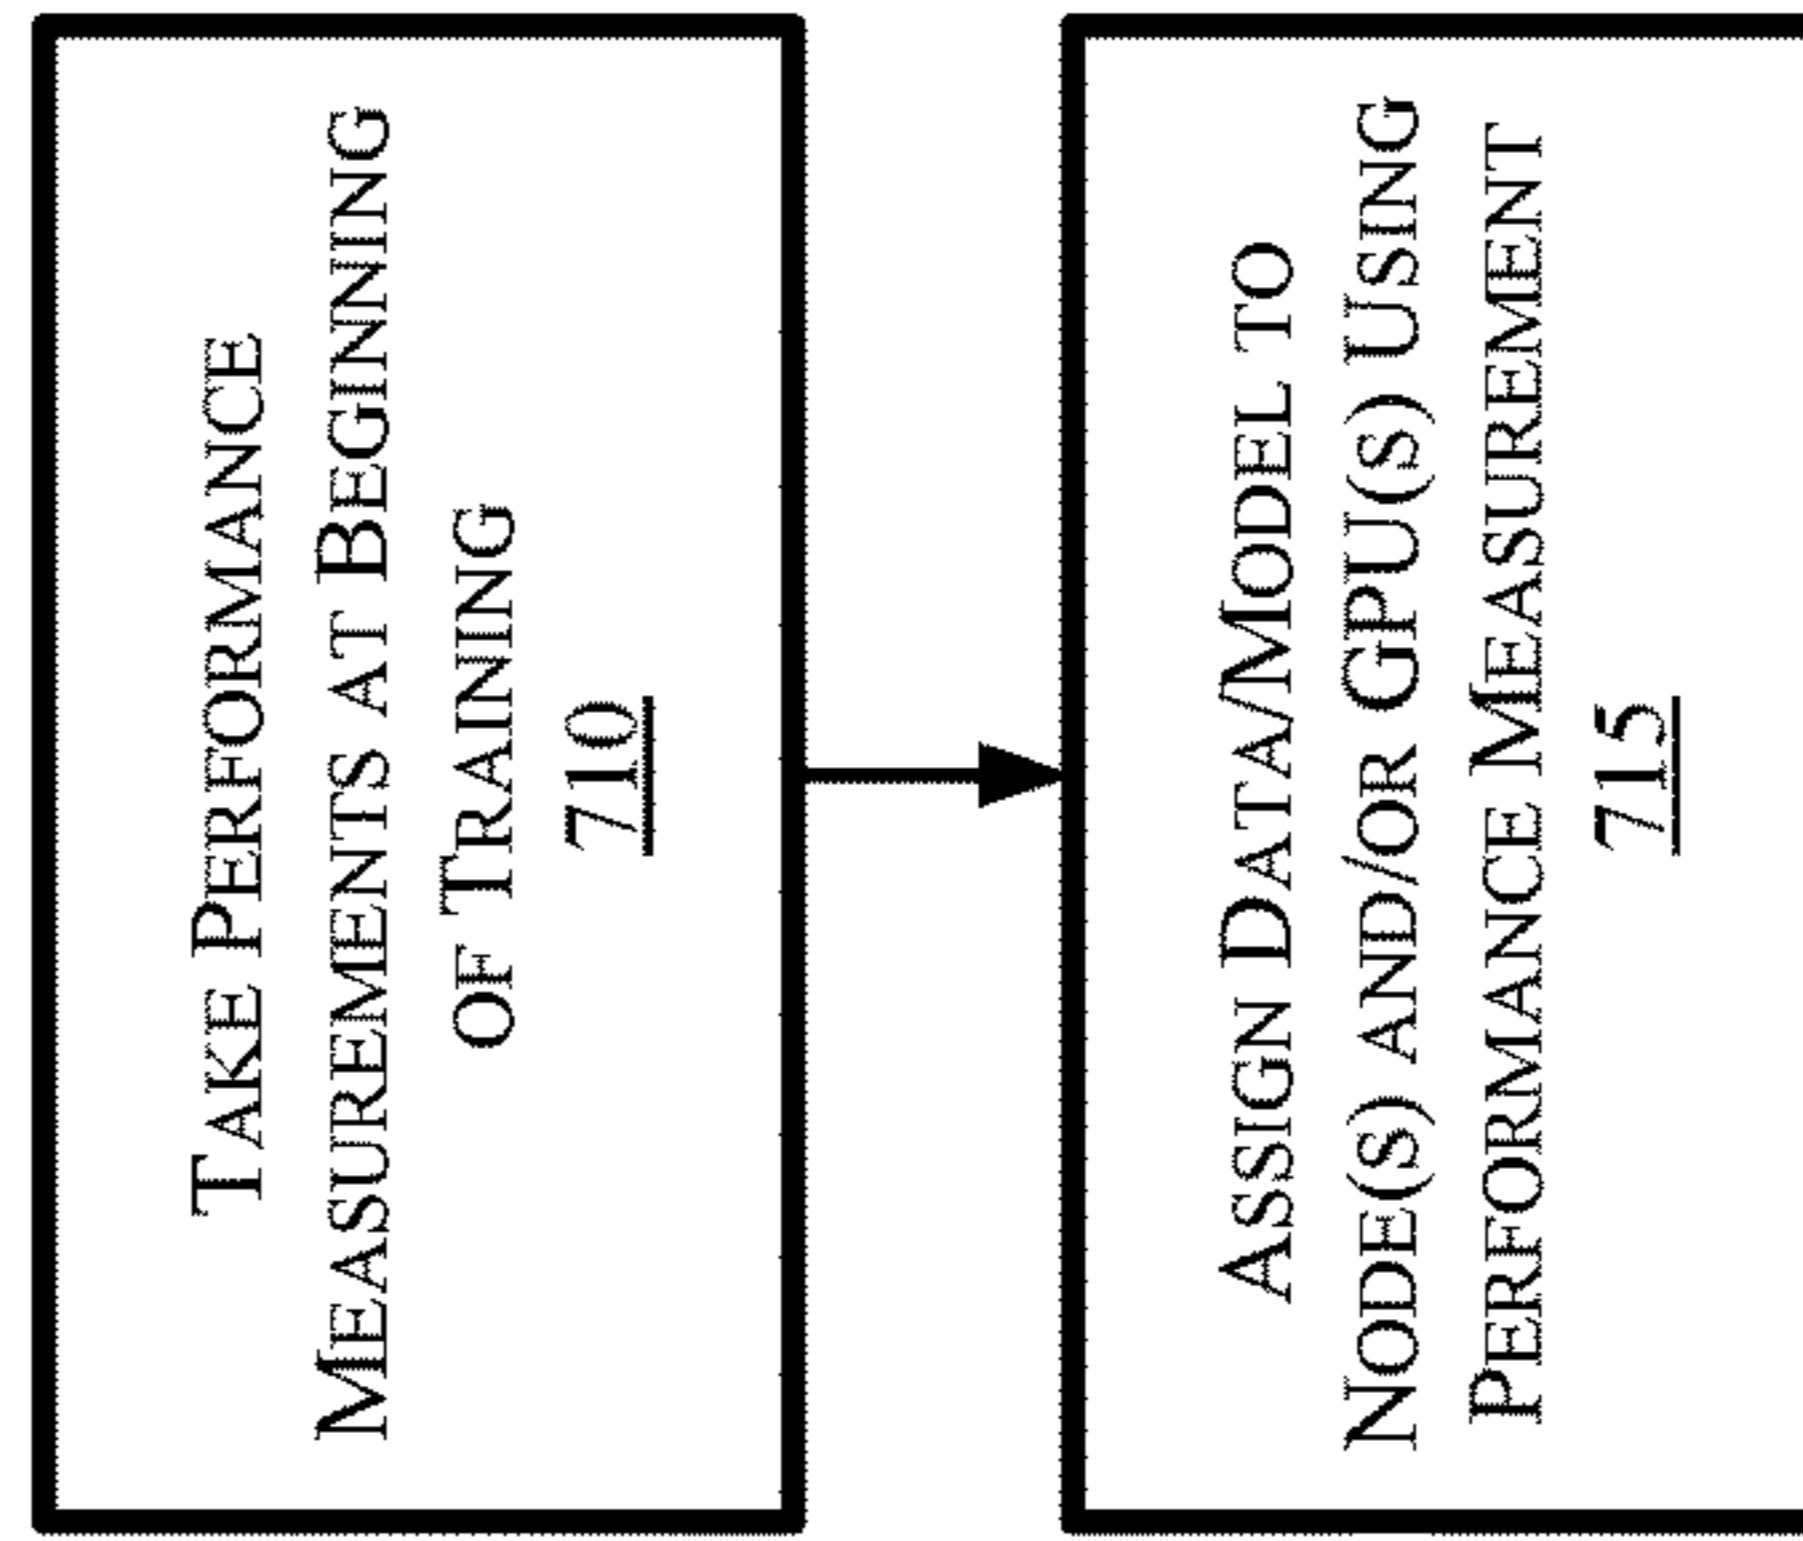 TAKE PERFORMANCE
MEASUREMENTS AT BEGINNING
OF TRAINING
710
ASSIGN DATA/MODEL TO
NODE(S) AND/OR GPU(S) USING
PERFORMANCE MEASUREMENT
715